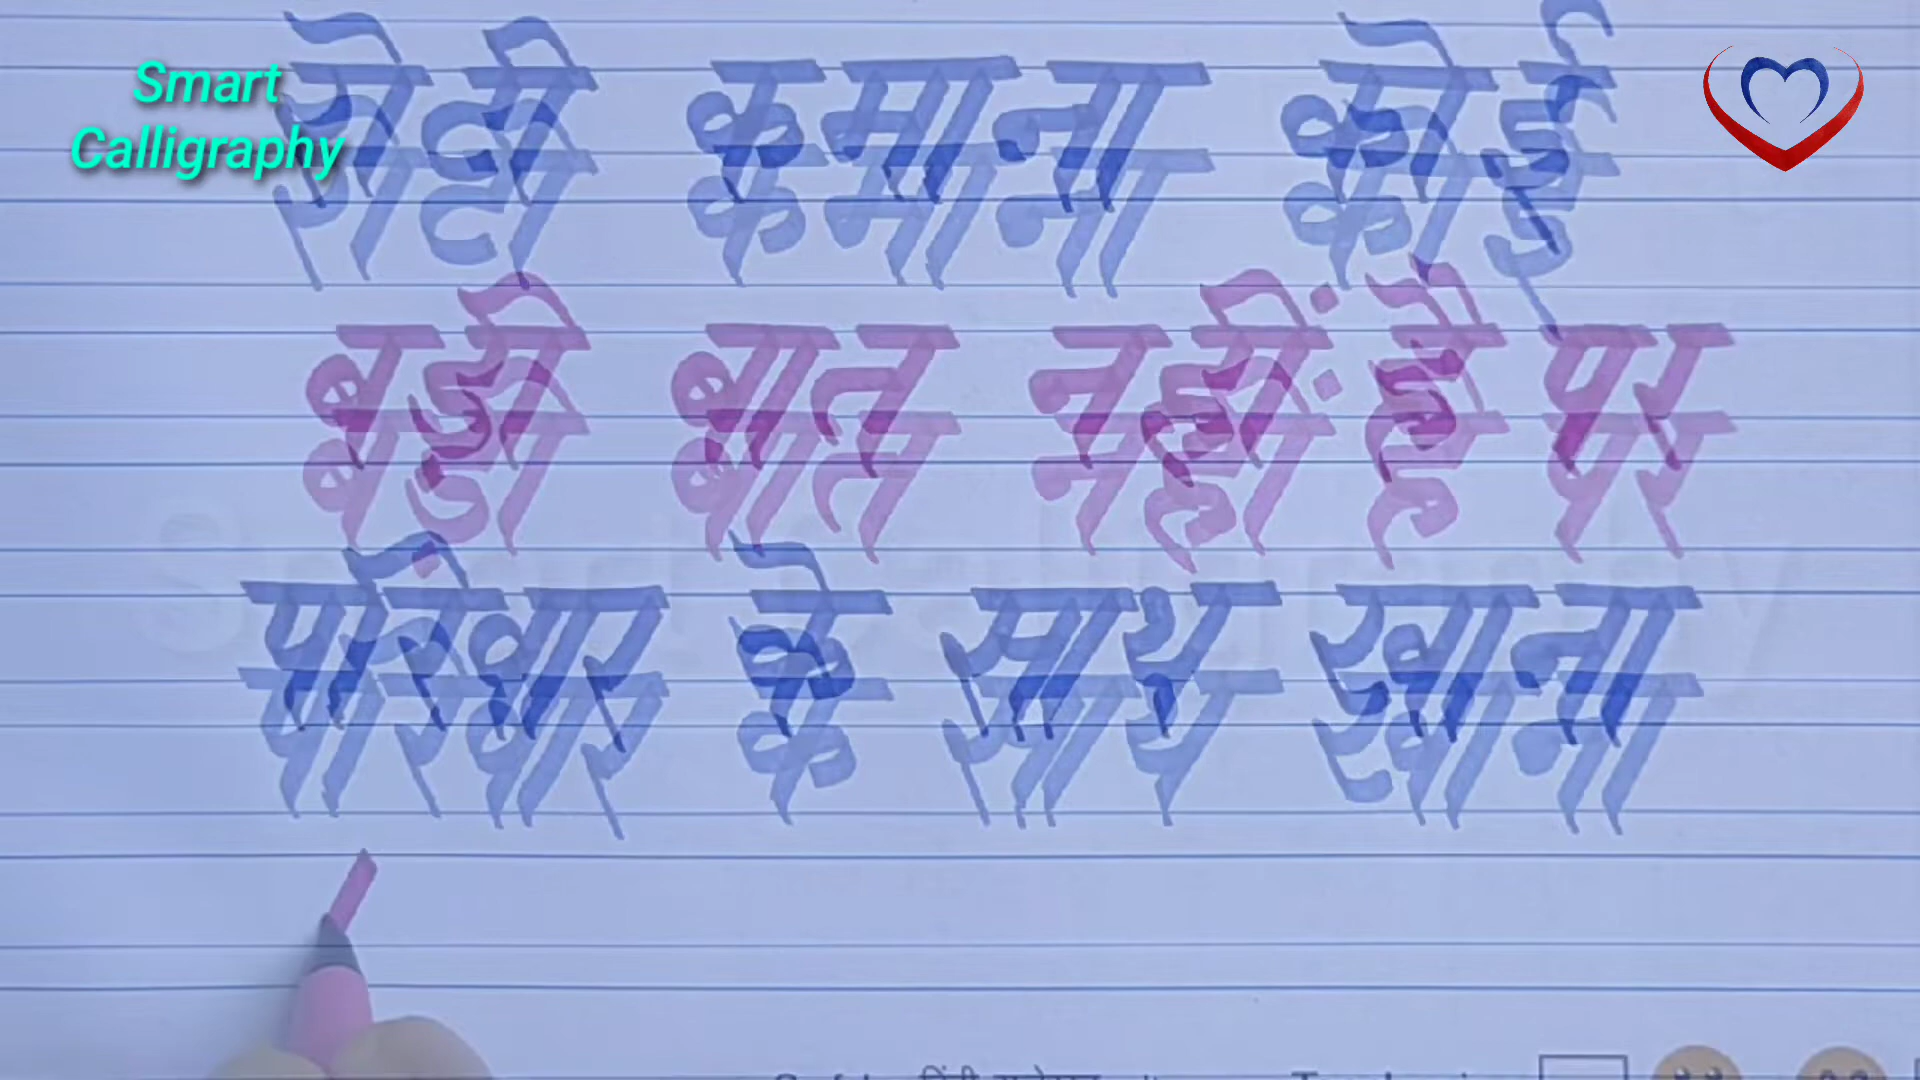 Smart
Calligraphy
रोटी कमाना कोई
बड़ी बात नहीं है पर
परिवार के साथ खाना